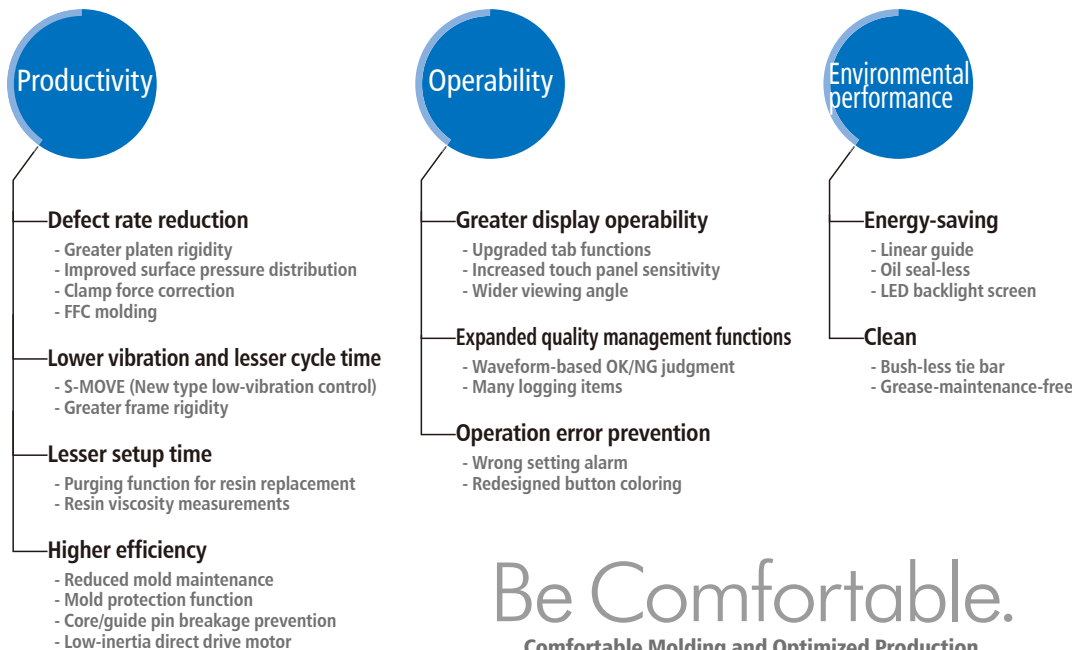 Productivity
Defect rate reduction
- Greater platen rigidity
- Improved surface pressure distribution
- Clamp force correction
- FFC molding
Lower vibration and lesser cycle time
- S-MOVE (New type low-vibration control)
- Greater frame rigidity
Lesser setup time
- Purging function for resin replacement
- Resin viscosity measurements
Higher efficiency
- Reduced mold maintenance
- Mold protection function
- Core/guide pin breakage prevention
- Low-inertia direct drive motor
Operability
Greater display operability
- Upgraded tab functions
- Increased touch panel sensitivity
- Wider viewing angle
Expanded quality management functions
- Waveform-based OK/NG judgment
- Many logging items
Operation error prevention
- Wrong setting alarm
- Redesigned button coloring
Environmental
performance
Energy-saving
- Linear guide
- Oil seal-less
- LED backlight screen
Clean
- Bush-less tie bar
- Grease-maintenance-free
Be Comfortable.
Comfortable Molding and Optimized Production